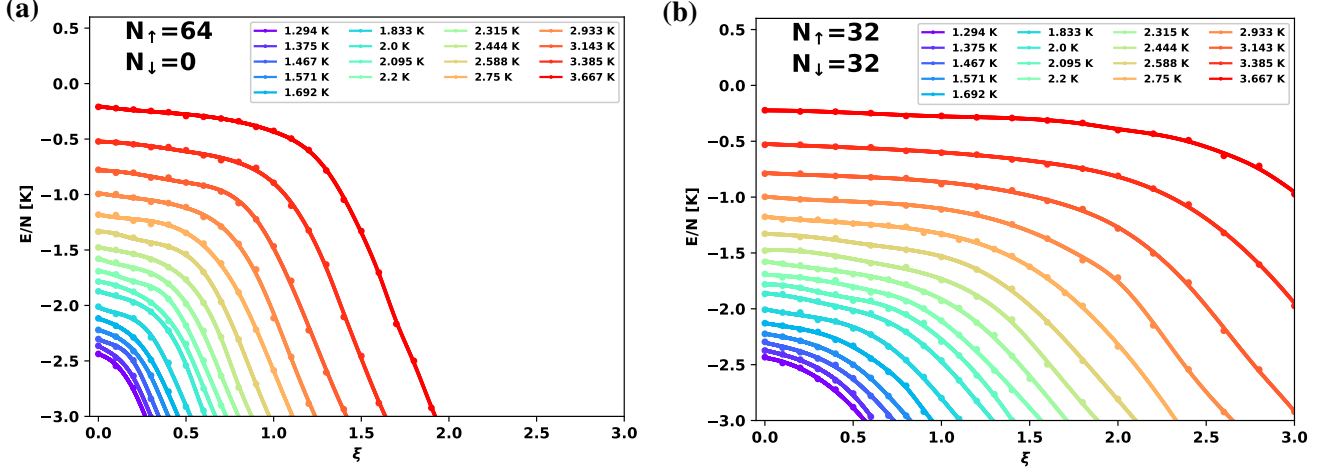 (a)
N↑=64
N↓=0
1.294 K
1.375 K
1.467 K
1.571 K
1.692 K
1.833 K
2.0 K
2.095 K
2.2 K
2.315 K
2.444 K
2.588 K
2.75 K
2.933 K
3.143 K
3.385 K
3.667 K
E/N [K]
0.5
0.0
−0.5
−1.0
−1.5
−2.0
−2.5
−3.0
0.0 0.5 1.0 1.5 2.0 2.5 3.0
ξ
(b)
N↑=32
N↓=32
1.294 K
1.375 K
1.467 K
1.571 K
1.692 K
1.833 K
2.0 K
2.095 K
2.2 K
2.315 K
2.444 K
2.588 K
2.75 K
2.933 K
3.143 K
3.385 K
3.667 K
E/N [K]
0.5
0.0
−0.5
−1.0
−1.5
−2.0
−2.5
−3.0
0.0 0.5 1.0 1.5 2.0 2.5 3.0
ξ